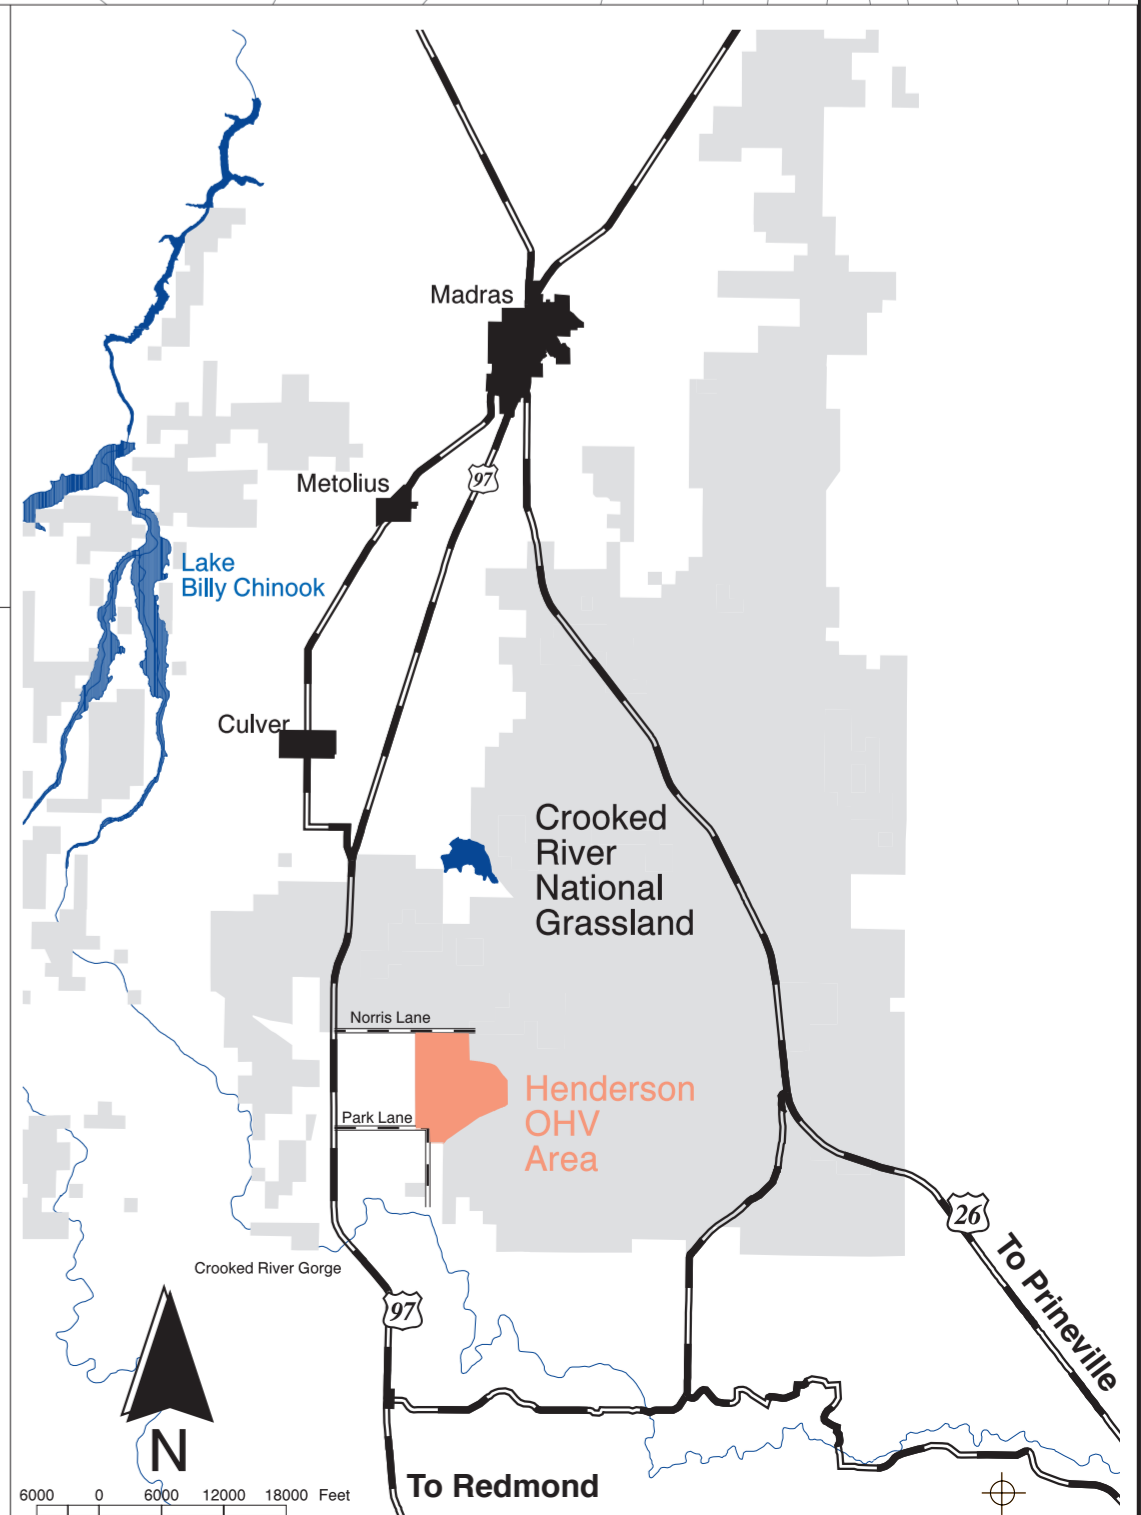 Madras
97
Metolius
Lake
Billy Chinook
Culver
Crooked
River
National
Grassland
Norris Lane
Henderson
OHV
Area
Park Lane
26
To Prineville
Crooked River Gorge
97
N
To Redmond
6000 0 6000 12000 18000 Feet